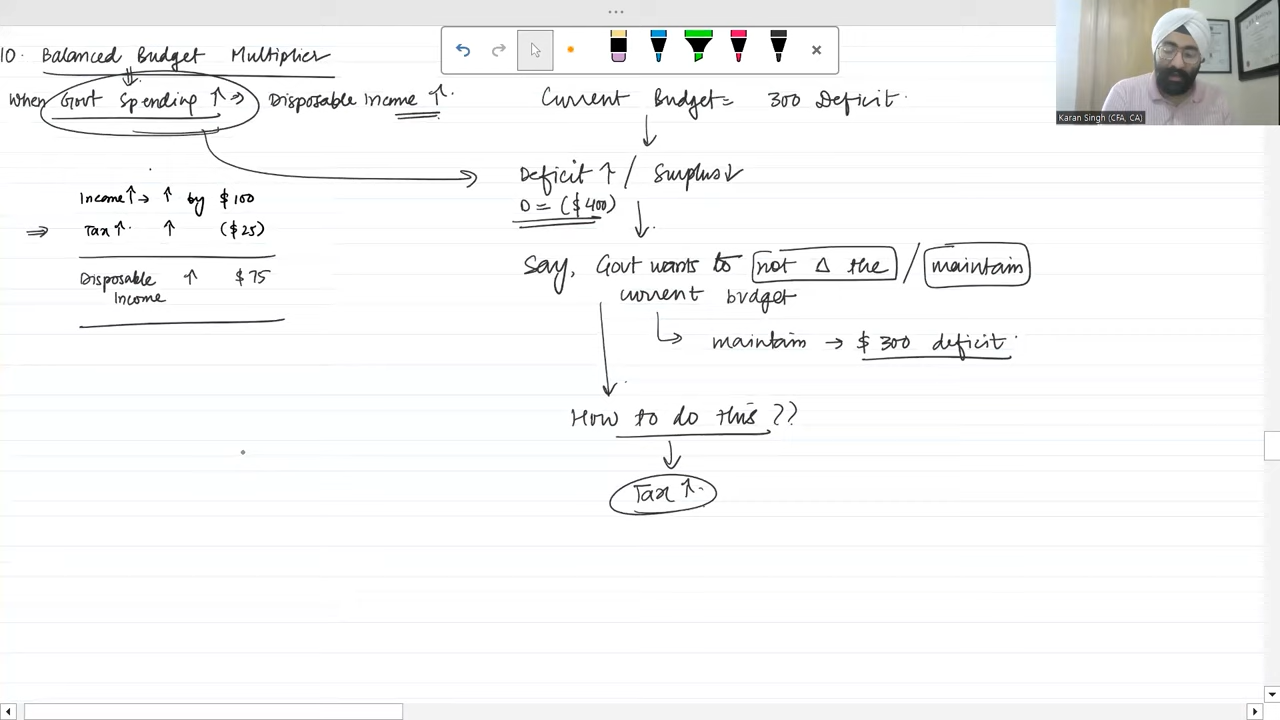 10. Balanced Budget Multiplier
When Govt Spending ↑ ⇒ Disposable Income ↑.
Income ↑ → ↑ by $100
⇒ Tax ↑. ↑ ($25)
Disposable ↑ $75
Income
Current Budget = 300 Deficit.
Deficit ↑ / Surplus ↓
D = ($400)
Say, Govt wants to not Δ the / maintain
current budget
maintain → $300 deficit.
How to do this ??
Tax ↑.
Karan Singh (CFA, CA)